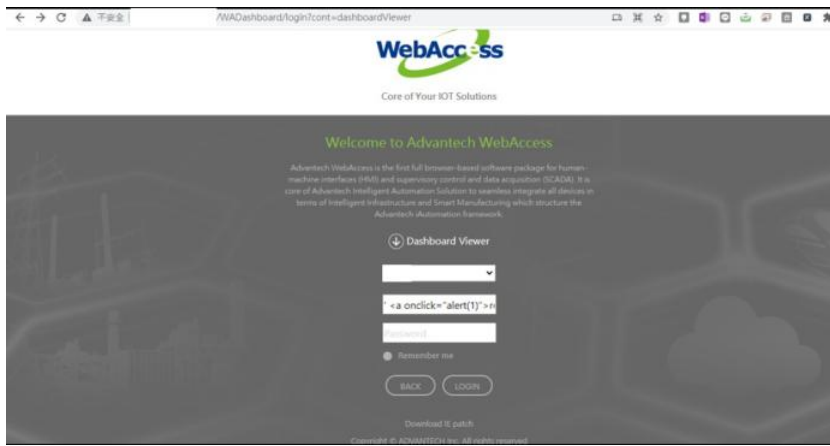 不安全
/WADashboard/login?cont=dashboardViewer
WebAccess
Core of Your IOT Solutions
Welcome to Advantech WebAccess
Advantech WebAccess is the first full browser-based software package for human-
machine interfaces (HMI) and supervisory control and data acquisition (SCADA). It is
core of Advantech Intelligent Automation Solution to seamless integrate all devices in
terms of Intelligent Infrastructure and Smart Manufacturing which structure the
Advantech iAutomation framework.
Dashboard Viewer
' <a onclick="alert(1)">r
Password
Remember me
BACK LOGIN
Download IE patch
Copyright © ADVANTECH Inc. All rights reserved